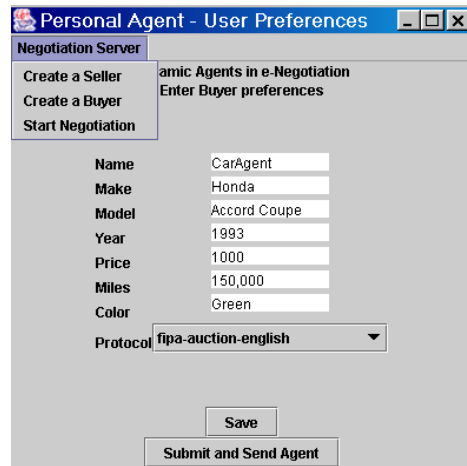 Personal Agent - User Preferences
Negotiation Server
Create a Seller
Create a Buyer
Start Negotiation
amic Agents in e-Negotiation
Enter Buyer preferences
Name CarAgent
Make Honda
Model Accord Coupe
Year 1993
Price 1000
Miles 150,000
Color Green
Protocol fipa-auction-english
Save
Submit and Send Agent